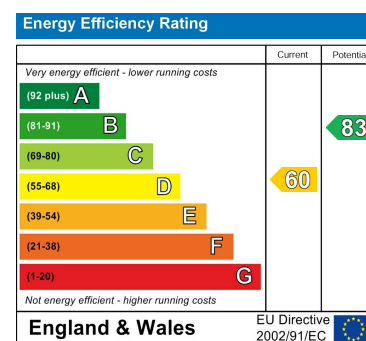 Energy Efficiency Rating
Current Potentia
Very energy efficient - lower running costs
(92 plus) A
(81-91) B 83
(69-80) C
(55-68) D 60
(39-54) E
(21-38) F
(1-20) G
Not energy efficient - higher running costs
England & Wales
EU Directive
2002/91/EC